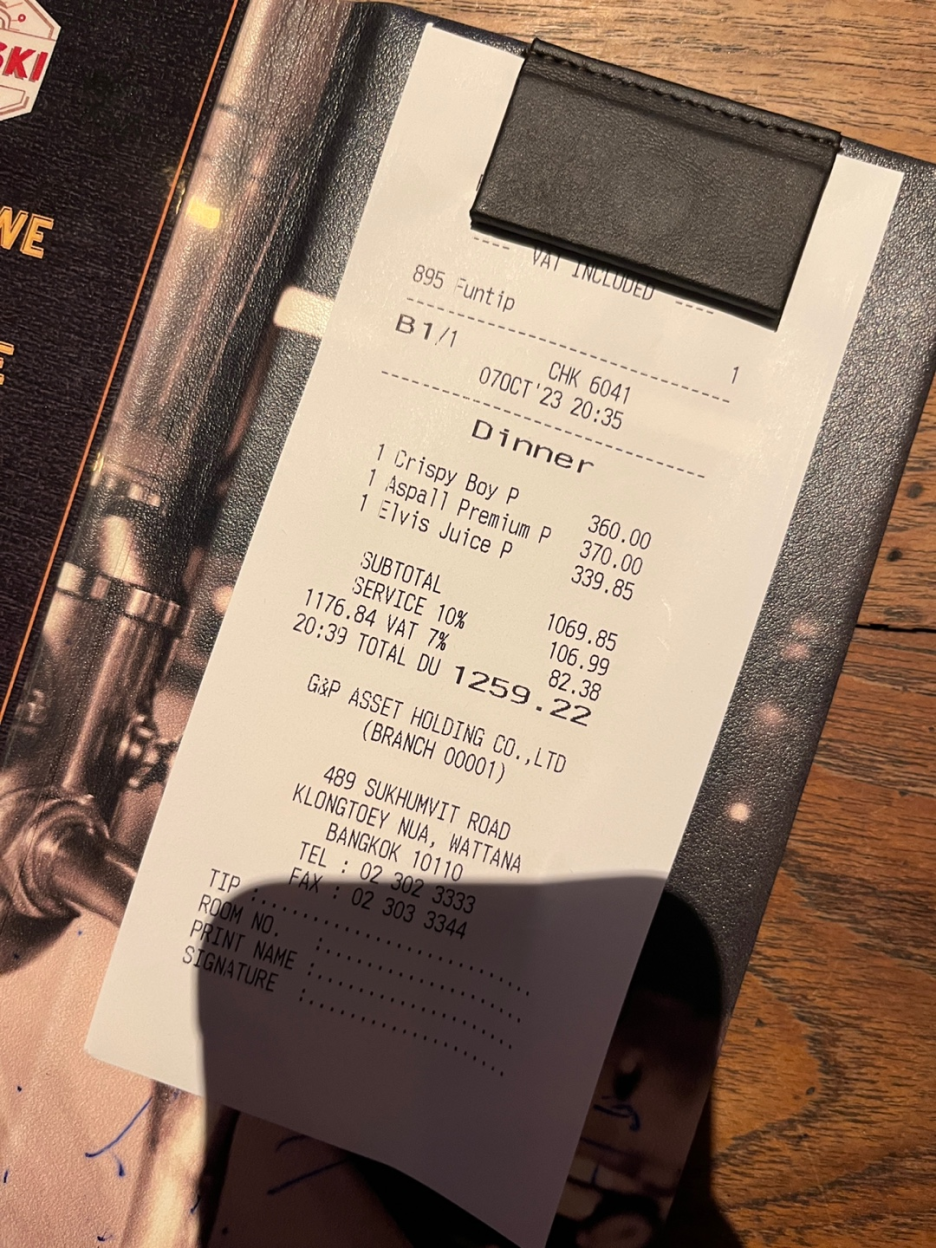 SKI
WE
E
---- VAT INCLUDED ----
895 Funtip
B1/1 CHK 6041 1
07OCT'23 20:35
Dinner
1 Crispy Boy P 360.00
1 Aspall Premium P 370.00
1 Elvis Juice P 339.85
SUBTOTAL 1069.85
SERVICE 10% 106.99
1176.84 VAT 7% 82.38
20:39 TOTAL DU 1259.22
G&P ASSET HOLDING CO.,LTD
(BRANCH 00001)
489 SUKHUMVIT ROAD
KLONGTOEY NUA, WATTANA
BANGKOK 10110
TEL : 02 302 3333
FAX : 02 303 3344
TIP :
ROOM NO. :
PRINT NAME :
SIGNATURE :